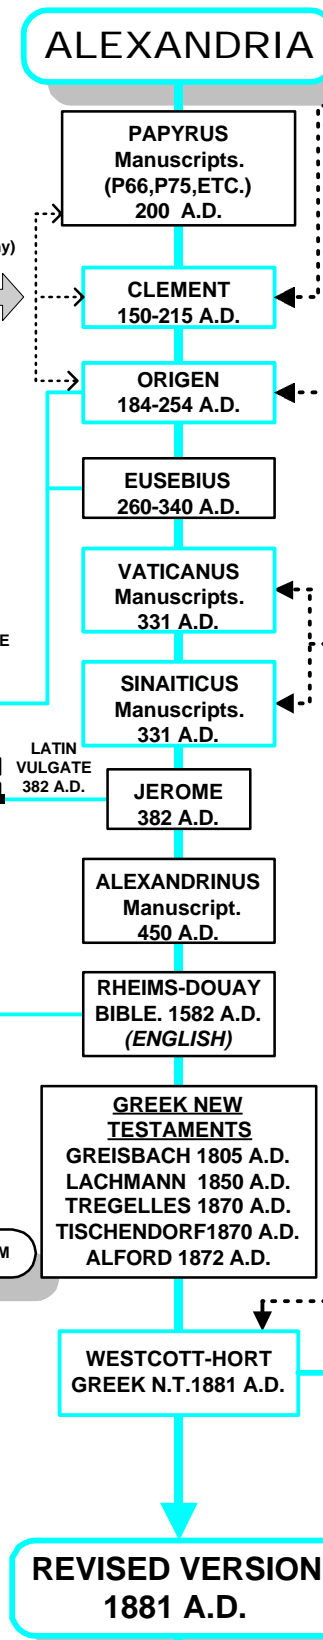 ALEXANDRIA
PAPYRUS
Manuscripts.
(P66,P75,ETC.)
200 A.D.
CLEMENT
150-215 A.D.
ORIGEN
184-254 A.D.
EUSEBIUS
260-340 A.D.
VATICANUS
Manuscripts.
331 A.D.
SINAITICUS
Manuscripts.
331 A.D.
LATIN
VULGATE
382 A.D.
JEROME
382 A.D.
ALEXANDRINUS
Manuscript.
450 A.D.
RHEIMS-DOUAY
BIBLE. 1582 A.D.
(ENGLISH)
GREEK NEW
TESTAMENTS
GREISBACH 1805 A.D.
LACHMANN 1850 A.D.
TREGELLES 1870 A.D.
TISCHENDORF1870 A.D.
ALFORD 1872 A.D.
WESTCOTT-HORT
GREEK N.T.1881 A.D.
REVISED VERSION
1881 A.D.